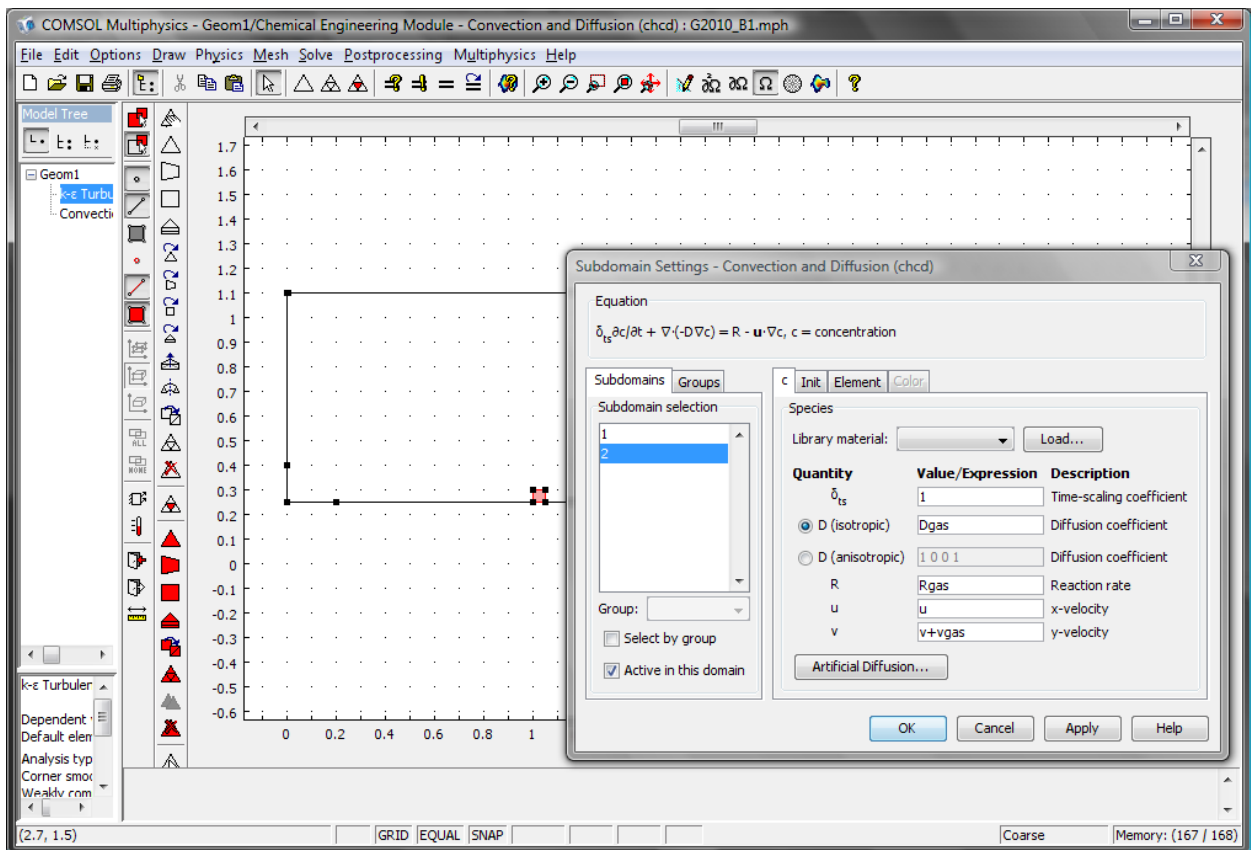 COMSOL Multiphysics - Geom1/Chemical Engineering Module - Convection and Diffusion (chcd) : G2010_B1.mph
File Edit Options Draw Physics Mesh Solve Postprocessing Multiphysics Help
Model Tree
Geom1
k-ε Turbu
Convecti
ALL
NONE
1.7
1.6
1.5
1.4
1.3
1.2
1.1
1
0.9
0.8
0.7
0.6
0.5
0.4
0.3
0.2
0.1
0
-0.1
-0.2
-0.3
-0.4
-0.5
-0.6
0 0.2 0.4 0.6 0.8 1
Subdomain Settings - Convection and Diffusion (chcd)
Equation
δts∂c/∂t + ∇·(-D∇c) = R - u·∇c, c = concentration
Subdomains Groups
Subdomain selection
1
2
Group:
Select by group
Active in this domain
c Init Element Color
Species
Library material: Load...
Quantity Value/Expression Description
δts 1 Time-scaling coefficient
D (isotropic) Dgas Diffusion coefficient
D (anisotropic) 1 0 0 1 Diffusion coefficient
R Rgas Reaction rate
u u x-velocity
v v+vgas y-velocity
Artificial Diffusion...
OK Cancel Apply Help
k-ε Turbulen
Dependent
Default elem
Analysis typ
Corner smoo
Weakly com
(2.7, 1.5) GRID EQUAL SNAP Coarse Memory: (167 / 168)